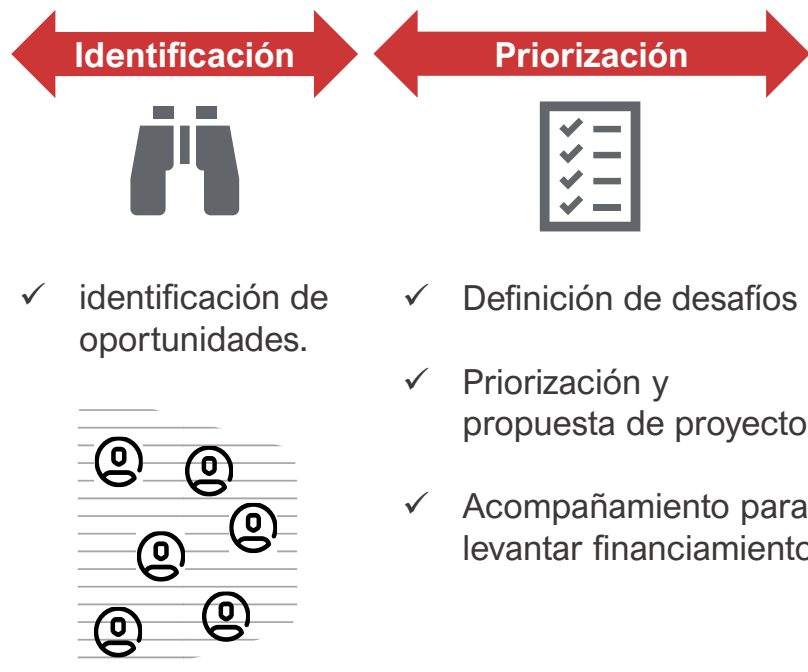 Identificación
Priorización
identificación de
oportunidades.
Definición de desafíos
Priorización y
propuesta de proyecto
Acompañamiento para
levantar financiamiento